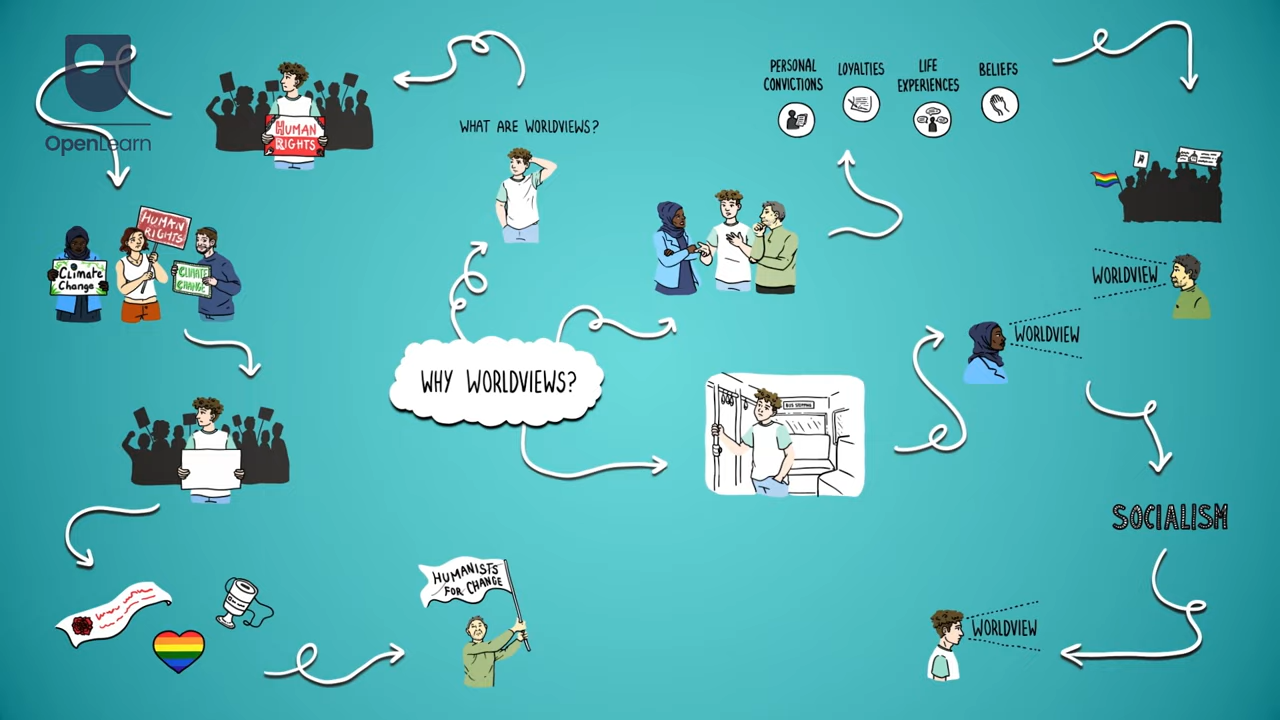 OpenLearn
HUMAN
RIGHTS
WHAT ARE WORLDVIEWS?
PERSONAL
CONVICTIONS
LOYALTIES
LIFE
EXPERIENCES
BELIEFS
HUMAN
RIGHTS
Climate
Change
CLIMATE
CHANGE
WORLDVIEW
WORLDVIEW
WHY WORLDVIEWS?
BUS STOPPING
SOCIALISM
HUMANISTS
FOR CHANGE
WORLDVIEW